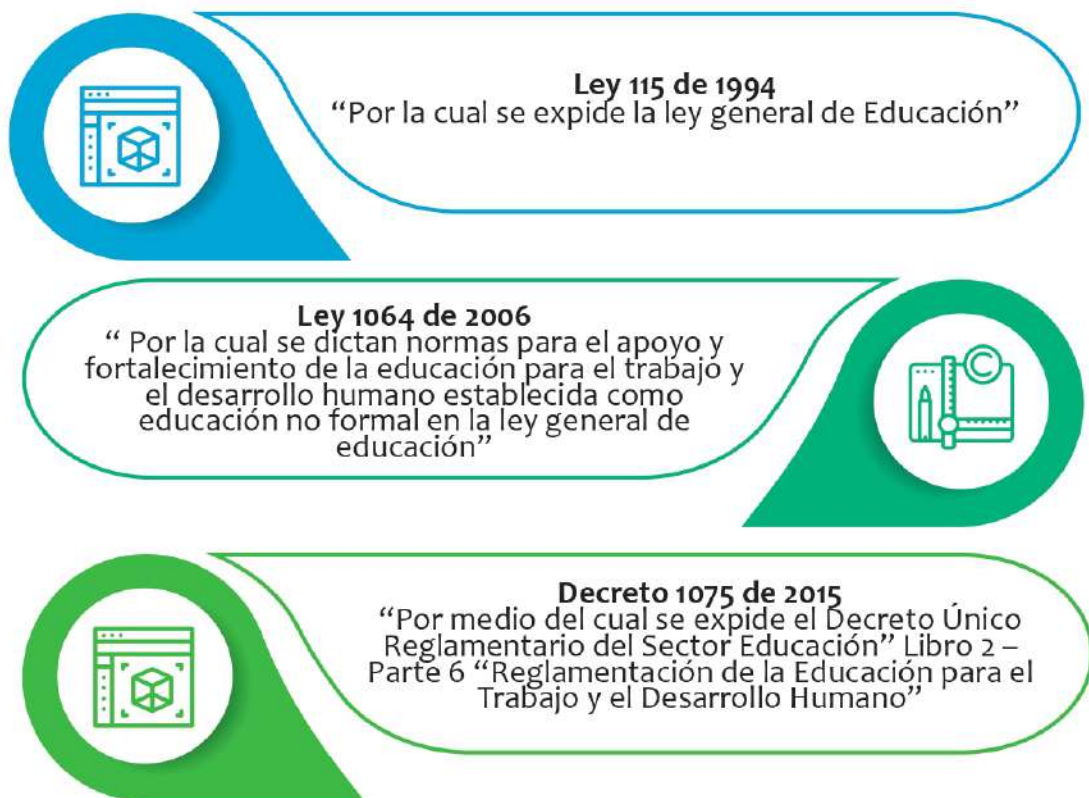 Ley 115 de 1994
“Por la cual se expide la ley general de Educación”
Ley 1064 de 2006
“ Por la cual se dictan normas para el apoyo y
fortalecimiento de la educación para el trabajo y
el desarrollo humano establecida como
educación no formal en la ley general de
educación”
Decreto 1075 de 2015
“Por medio del cual se expide el Decreto Único
Reglamentario del Sector Educación” Libro 2 –
Parte 6 “Reglamentación de la Educación para el
Trabajo y el Desarrollo Humano”